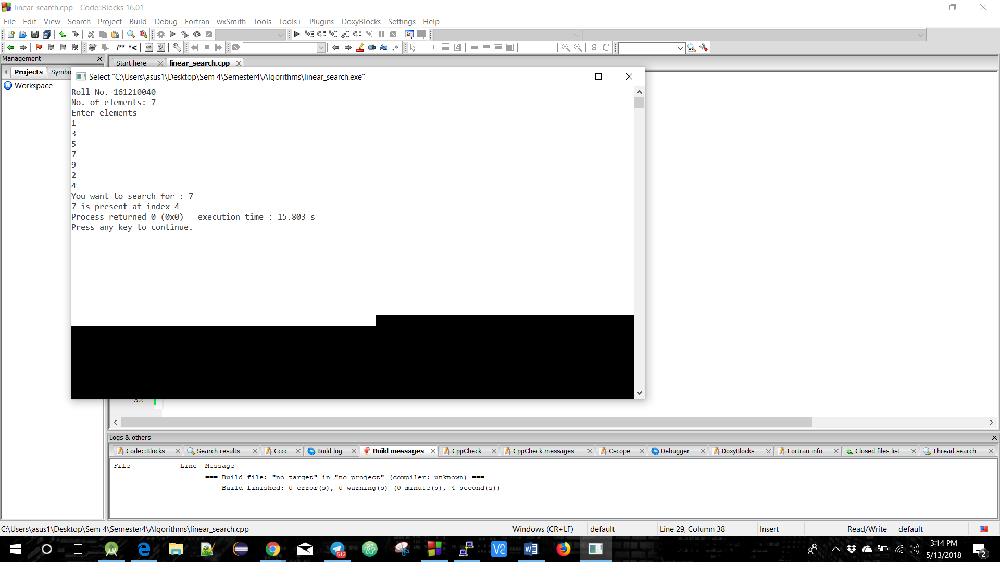 linear_search.cpp - Code::Blocks 16.01
File Edit View Search Project Build Debug Fortran wxSmith Tools Tools+ Plugins DoxyBlocks Settings Help
/** *<
S C
Management
Projects Symbo
Workspace
Start here linear_search.cpp
Select "C:\Users\asus1\Desktop\Sem 4\Semester4\Algorithms\linear_search.exe"
Roll No. 161210040
No. of elements: 7
Enter elements
1
3
5
7
9
2
4
You want to search for : 7
7 is present at index 4
Process returned 0 (0x0)   execution time : 15.803 s
Press any key to continue.
32
Logs & others
Code::Blocks Search results Cccc Build log Build messages CppCheck CppCheck messages Cscope Debugger DoxyBlocks Fortran info Closed files list Thread search
File Line Message
=== Build file: "no target" in "no project" (compiler: unknown) ===
=== Build finished: 0 error(s), 0 warning(s) (0 minute(s), 4 second(s)) ===
C:\Users\asus1\Desktop\Sem 4\Semester4\Algorithms\linear_search.cpp Windows (CR+LF) default Line 29, Column 38 Insert Read/Write default
512
3:14 PM
5/13/2018
2